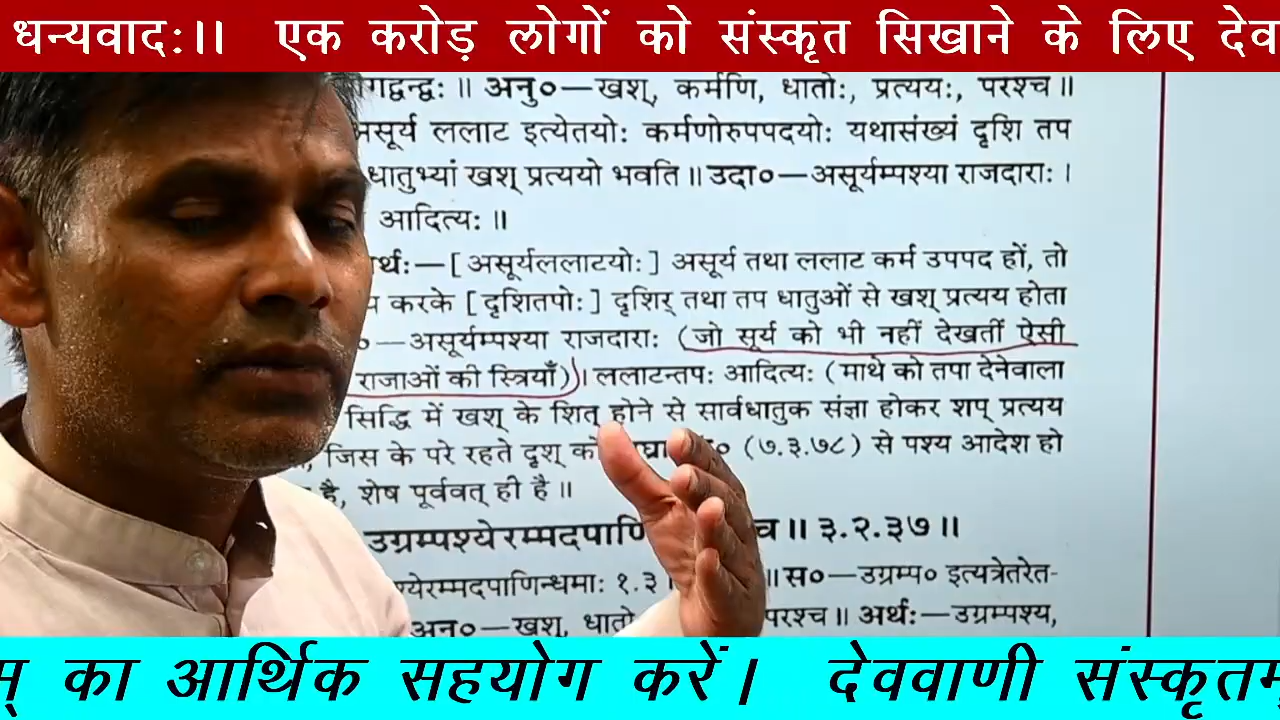 धन्यवादः।। एक करोड़ लोगों को संस्कृत सिखाने के लिए देव
गद्वन्द्वः॥ अनु०—खश्, कर्मणि, धातोः, प्रत्ययः, परश्च॥
असूर्य ललाट इत्येतयोः कर्मणोरुपपदयोः यथासंख्यं दृशि तप
धातुभ्यां खश् प्रत्ययो भवति॥ उदा०—असूर्यम्पश्या राजदाराः।
आदित्यः॥
र्थः—[असूर्यललाटयोः] असूर्य तथा ललाट कर्म उपपद हों, तो
करके [दृशितपोः] दृशिर् तथा तप धातुओं से खश् प्रत्यय होता
—असूर्यम्पश्या राजदाराः (जो सूर्य को भी नहीं देखतीं ऐसी
राजाओं की स्त्रियाँ)। ललाटन्तपः आदित्यः (माथे को तपा देनेवाला
सिद्धि में खश् के शित् होने से सार्वधातुक संज्ञा होकर शप् प्रत्यय
, जिस के परे रहते दृश् को (७.३.७८) से पश्य आदेश हो
है, शेष पूर्ववत् ही है॥
उग्रम्पश्येरम्मदपाणि व॥३.२.३७॥
श्येरम्मदपाणिन्धमाः १.३ ॥ स०—उग्रम्प० इत्यत्रेतरेत-
अनु०—खश्, धातो परश्च॥ अर्थः—उग्रम्पश्य,
म् का आर्थिक सहयोग करें। देववाणी संस्कृतम्